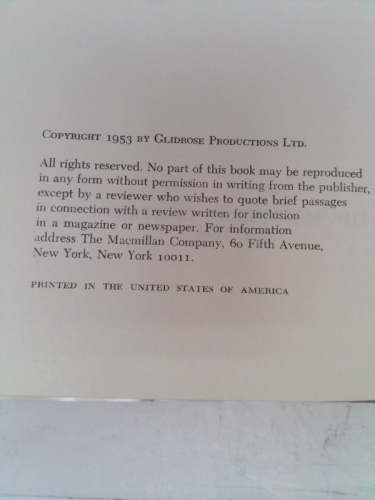 Copyright 1953 by Glidrose Productions Ltd.
All rights reserved. No part of this book may be reproduced
in any form without permission in writing from the publisher,
except by a reviewer who wishes to quote brief passages
in connection with a review written for inclusion
in a magazine or newspaper. For information
address The Macmillan Company, 60 Fifth Avenue,
New York, New York 10011.
PRINTED IN THE UNITED STATES OF AMERICA